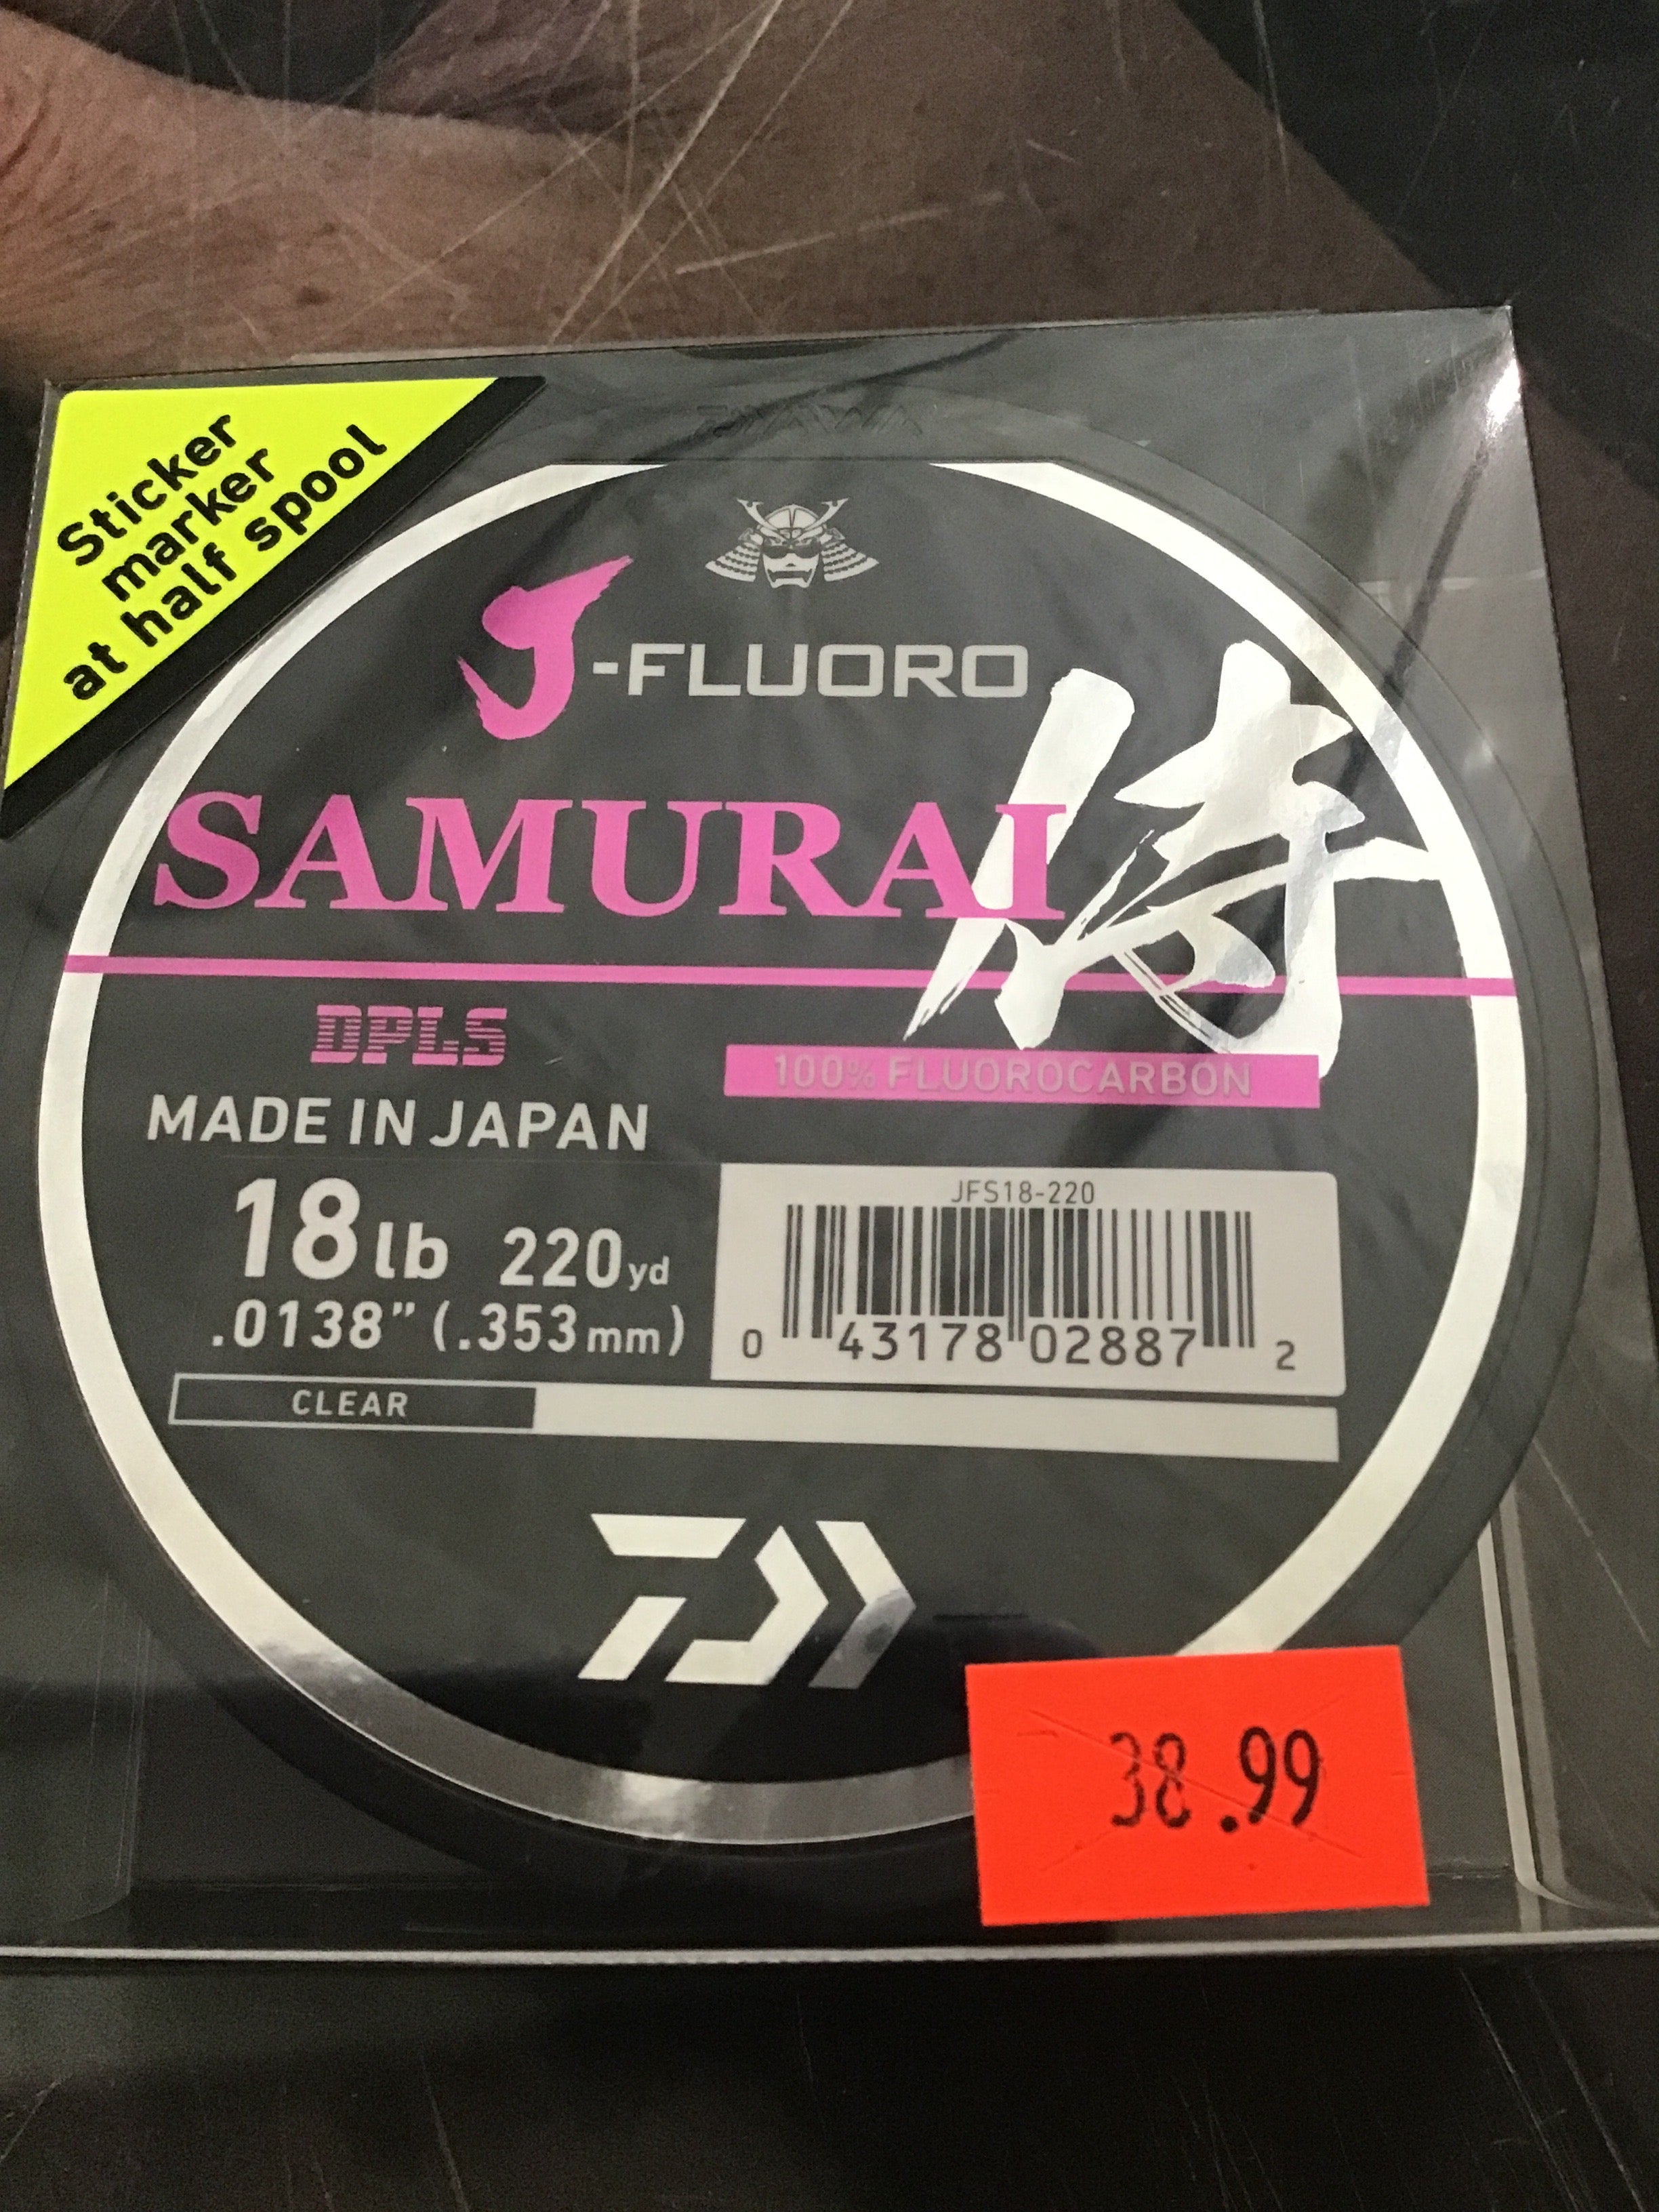 Sticker
marker
at half spool
DAIWA
J-FLUORO
SAMURAI
侍
DPLS
100% FLUOROCARBON
MADE IN JAPAN
18lb 220yd
.0138" (.353mm)
JFS18-220
0 43178 02887 2
CLEAR
38.99